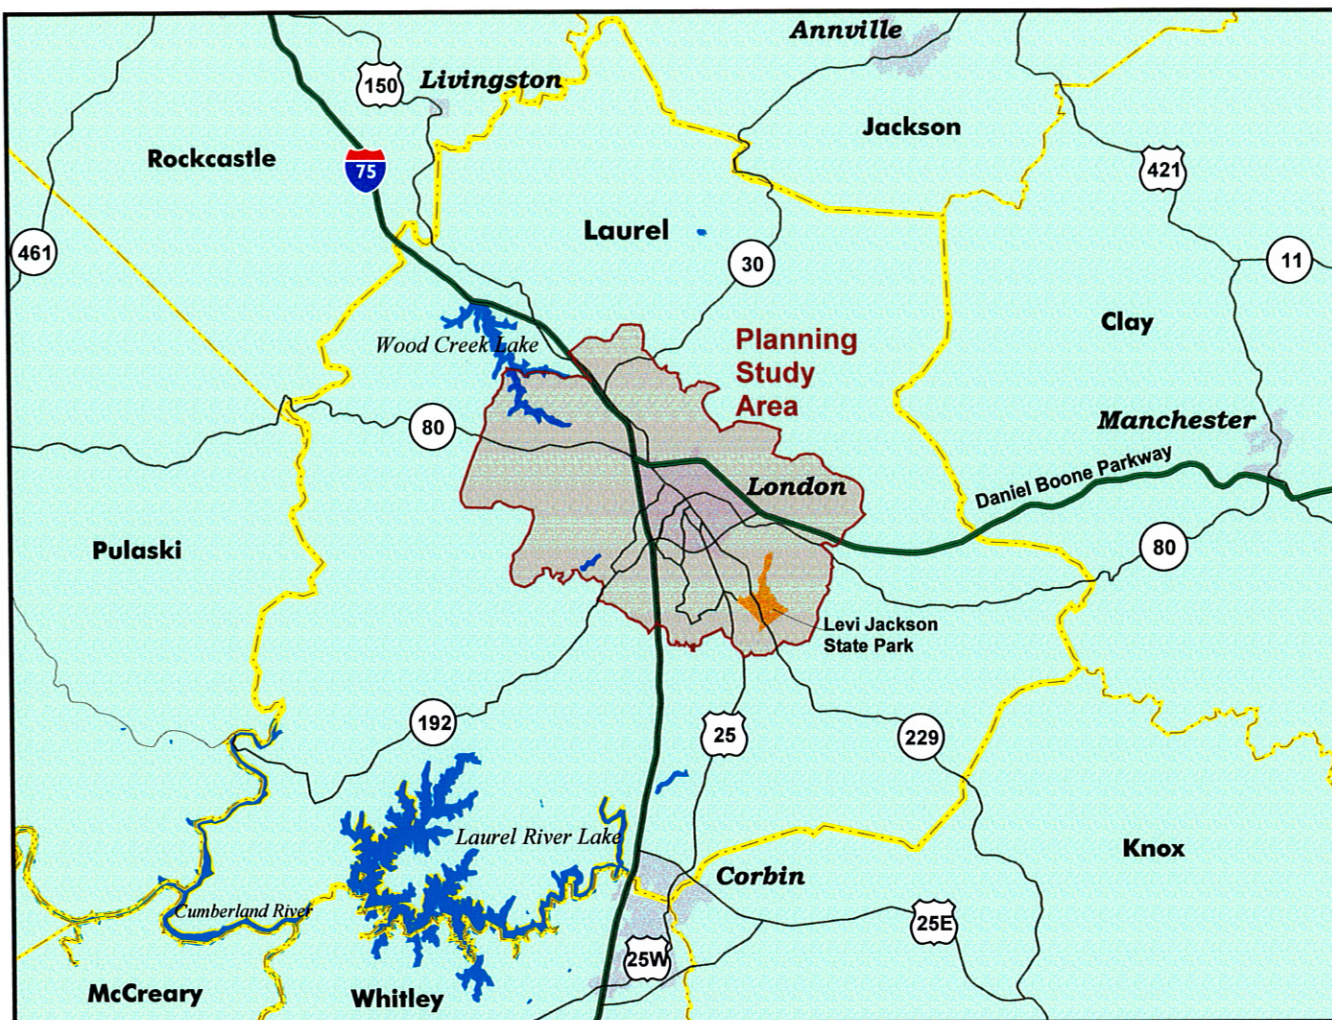 Annville
150
Livingston
Jackson
Rockcastle
75
421
Laurel
461
30
11
Clay
Wood Creek Lake
Planning
Study
Area
80
Manchester
Daniel Boone Parkway
London
Pulaski
80
Levi Jackson
State Park
192
25
229
Laurel River Lake
Knox
Corbin
Cumberland River
25E
25W
McCreary
Whitley